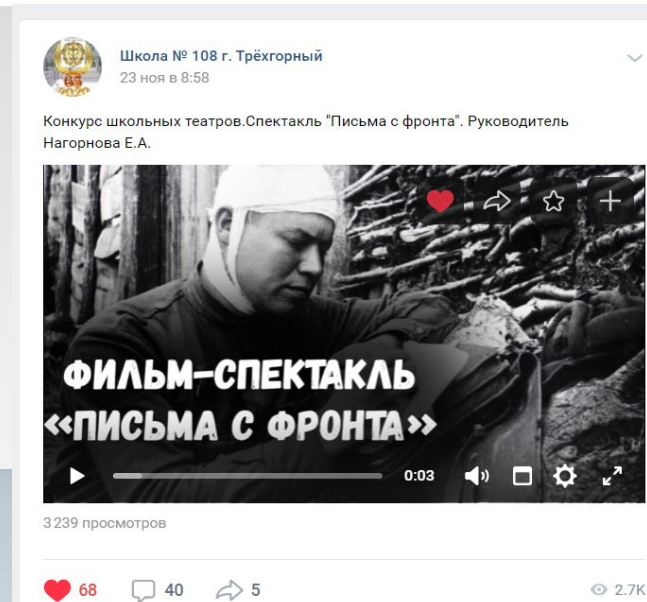 Школа № 108 г. Трёхгорный
23 ноя в 8:58
Конкурс школьных театров.Спектакль "Письма с фронта". Руководитель
Нагорнова Е.А.
ФИЛЬМ-СПЕКТАКЛЬ
«ПИСЬМА С ФРОНТА»
0:03
3 239 просмотров
68 40 5 2.7K